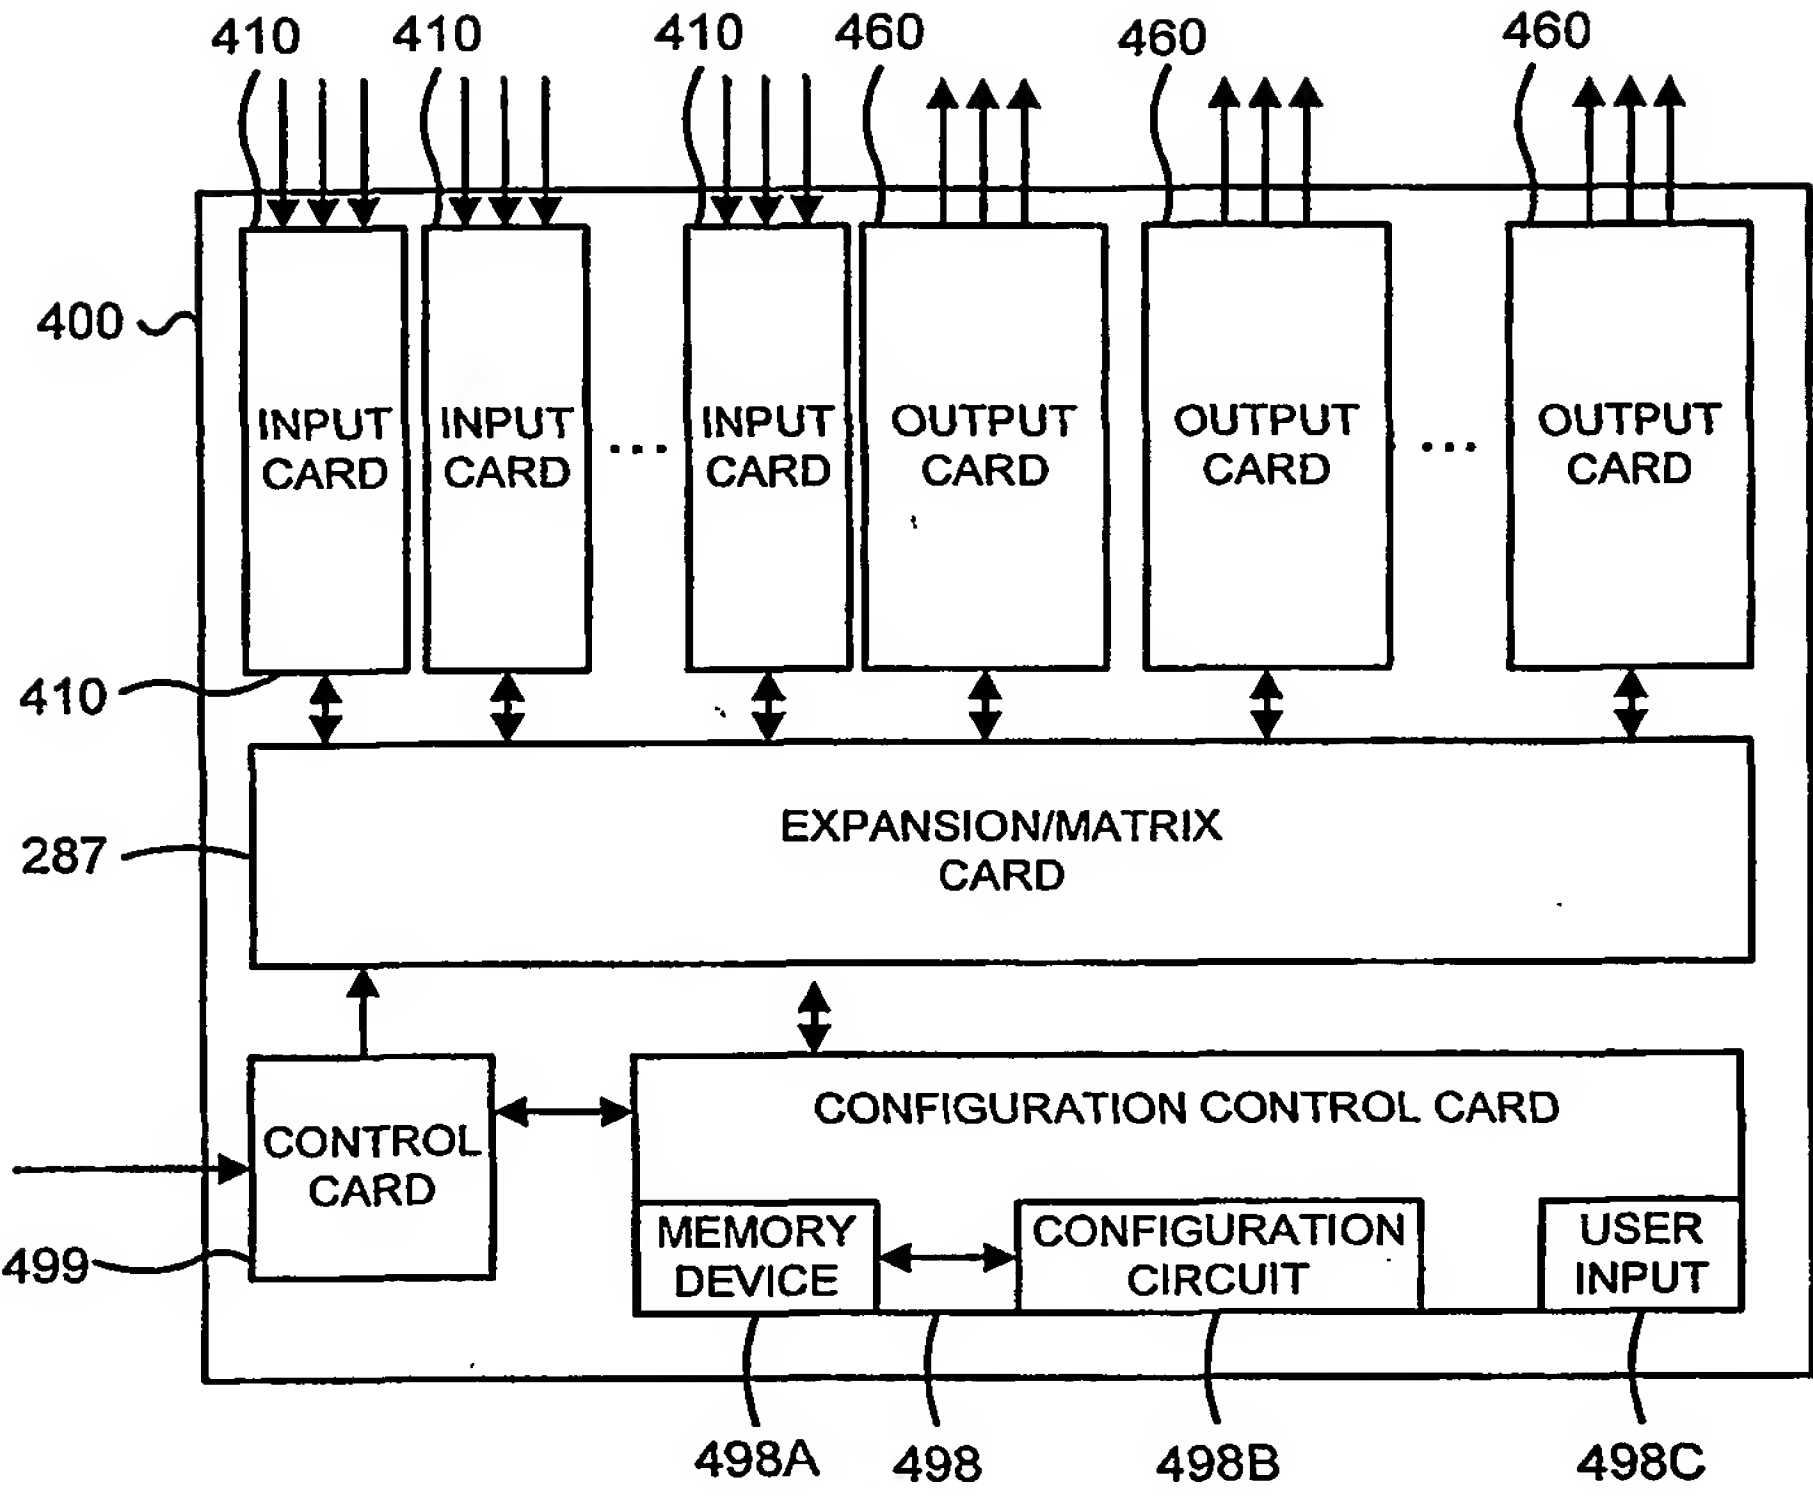 410 410 410 460 460 460
400
INPUT CARD
INPUT CARD
...
INPUT CARD
OUTPUT CARD
OUTPUT CARD
...
OUTPUT CARD
410
287
EXPANSION/MATRIX
CARD
CONTROL
CARD
CONFIGURATION CONTROL CARD
MEMORY
DEVICE
CONFIGURATION
CIRCUIT
USER
INPUT
499
498A 498 498B 498C